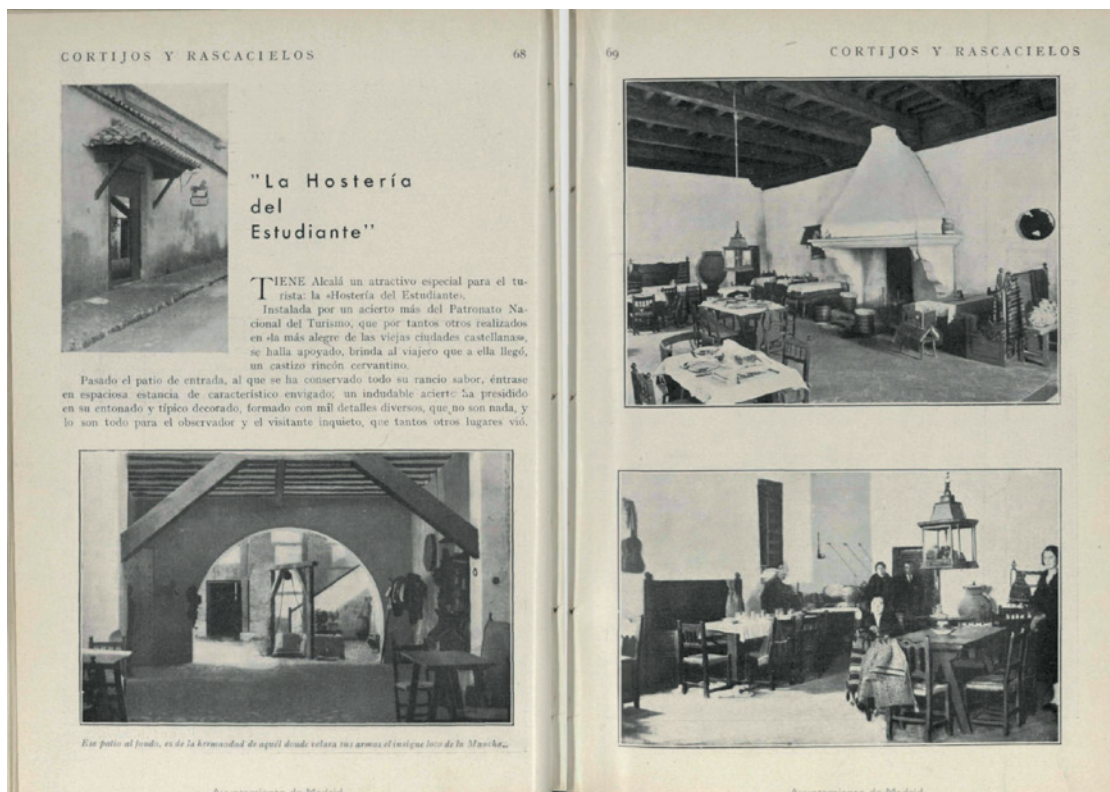 CORTIJOS Y RASCACIELOS 68
"La Hostería
del
Estudiante"
TIENE Alcalá un atractivo especial para el tu-
rista: la «Hostería del Estudiante».
Instalada por un acierto más del Patronato Na-
cional del Turismo, que por tantos otros realizados
en «la más alegre de las viejas ciudades castellanas»,
se halla apoyado, brinda al viajero que a ella llegó,
un castizo rincón cervantino.
Pasado el patio de entrada, al que se ha conservado todo su rancio sabor, éntrase
en espaciosa estancia de característico envigado; un indudable acierto ha presidido
en su entonado y típico decorado, formado con mil detalles diversos, que no son nada, y
lo son todo para el observador y el visitante inquieto, que tantos otros lugares vió.
Ese patio al fondo, es de la hermandad de aquél donde velara sus armas el insigne loco de la Mancha...
Ayuntamiento de Madrid
69 CORTIJOS Y RASCACIELOS
Ayuntamiento de Madrid